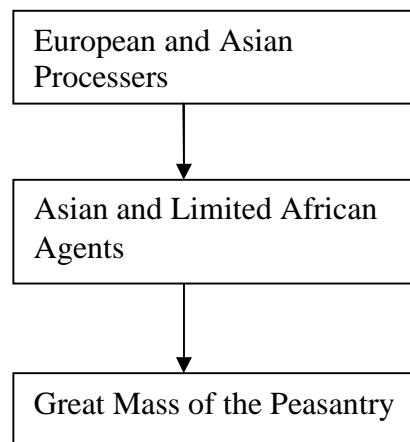 European and Asian
Processers
Asian and Limited African
Agents
Great Mass of the Peasantry